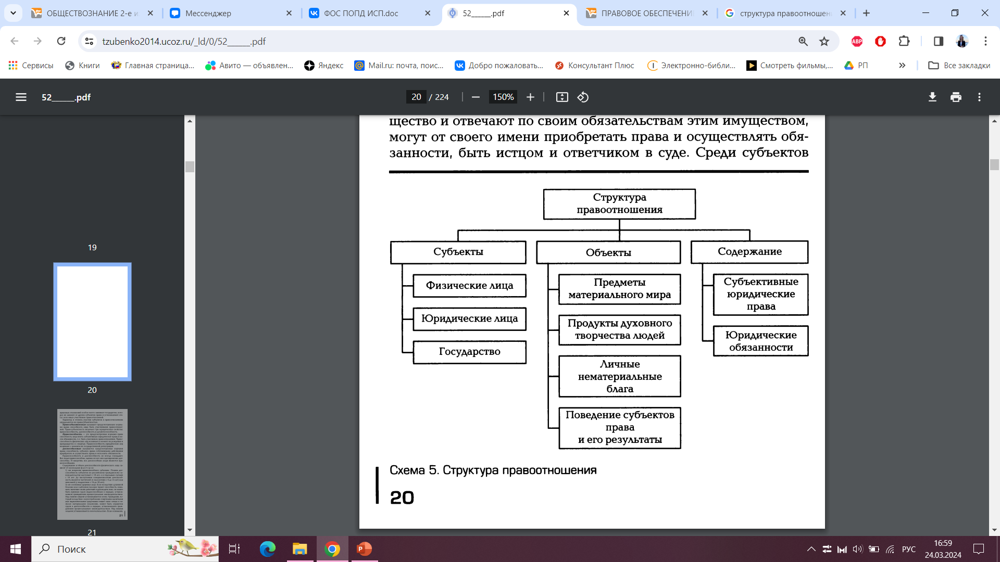 ОБЩЕСТВОЗНАНИЕ 2-е и
Мессенджер
ФОС ПОПД ИСП.doc
52_____.pdf
ПРАВОВОЕ ОБЕСПЕЧЕНИ
структура правоотношен
tzubenko2014.ucoz.ru/_ld/0/52_____.pdf
ABP
Сервисы
Книги
Главная страница...
Авито — объявлен...
Яндекс
Mail.ru: почта, поис...
Добро пожаловать...
Консультант Плюс
Электронно-библи...
Смотреть фильмы,...
РП
Все закладки
52_____.pdf
20 / 224
150%
19
20
21
щество и отвечают по своим обязательствам этим имуществом,
могут от своего имени приобретать права и осуществлять обя-
занности, быть истцом и ответчиком в суде. Среди субъектов
Структура
правоотношения
Субъекты
Физические лица
Юридические лица
Государство
Объекты
Предметы
материального мира
Продукты духовного
творчества людей
Личные
нематериальные
блага
Поведение субъектов
права
и его результаты
Содержание
Субъективные
юридические
права
Юридические
обязанности
Схема 5. Структура правоотношения
20
Поиск
РУС
16:59
24.03.2024